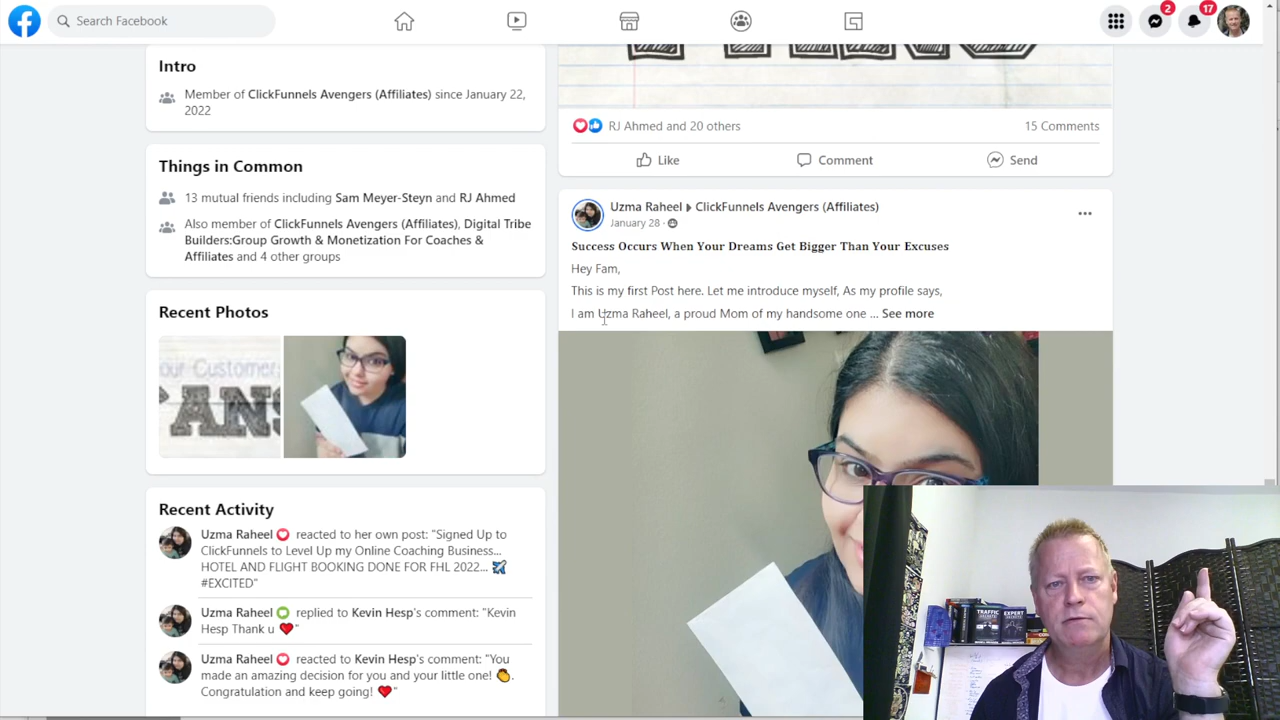 Search Facebook
2
17
Intro
Member of ClickFunnels Avengers (Affiliates) since January 22,
2022
Things in Common
13 mutual friends including Sam Meyer-Steyn and RJ Ahmed
Also member of ClickFunnels Avengers (Affiliates), Digital Tribe
Builders:Group Growth & Monetization For Coaches &
Affiliates and 4 other groups
Recent Photos
our Customer
ANS
Recent Activity
Uzma Raheel reacted to her own post: "Signed Up to
ClickFunnels to Level Up my Online Coaching Business...
HOTEL AND FLIGHT BOOKING DONE FOR FHL 2022... ✈️
#EXCITED"
Uzma Raheel replied to Kevin Hesp's comment: "Kevin
Hesp Thank u ❤️"
Uzma Raheel reacted to Kevin Hesp's comment: "You
made an amazing decision for you and your little one! 👏.
Congratulation and keep going! ❤️"
RJ Ahmed and 20 others
15 Comments
Like
Comment
Send
Uzma Raheel ▸ ClickFunnels Avengers (Affiliates)
January 28 ·
Success Occurs When Your Dreams Get Bigger Than Your Excuses
Hey Fam,
This is my first Post here. Let me introduce myself, As my profile says,
I am Uzma Raheel, a proud Mom of my handsome one ... See more
TRAFFIC
SECRETS
EXPERT
SECRETS